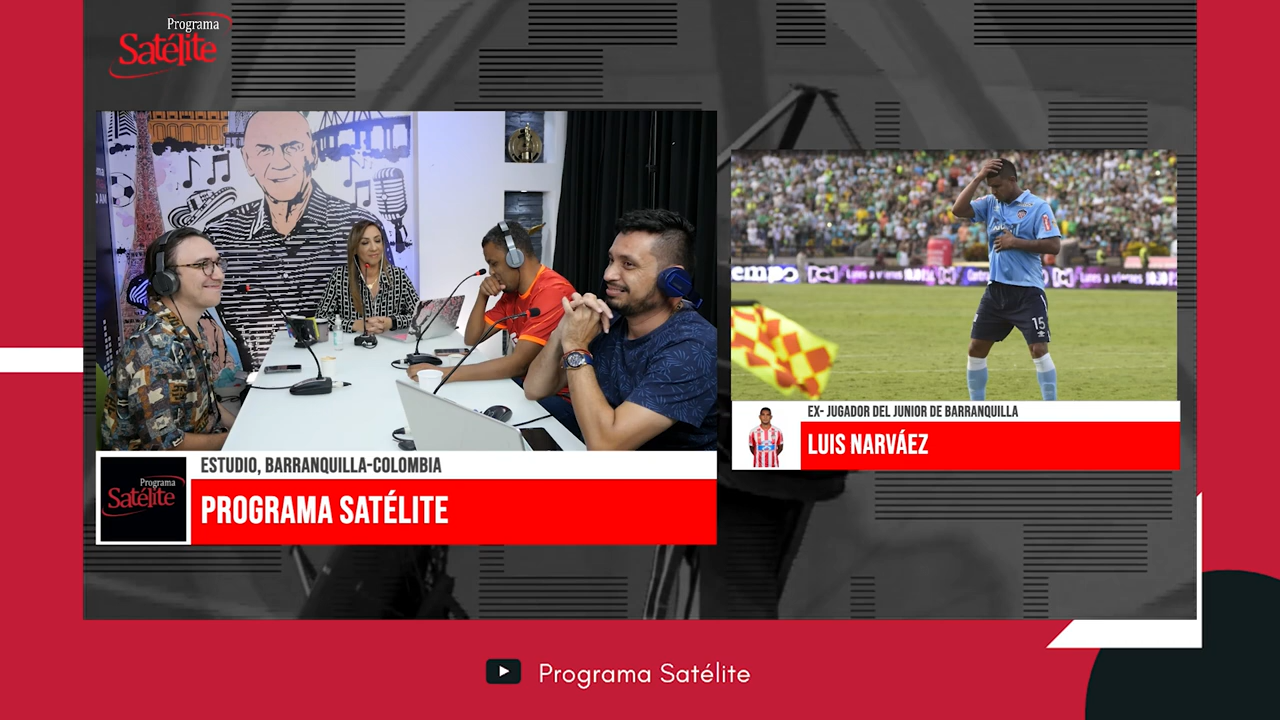 Programa
Satélite
EX- JUGADOR DEL JUNIOR DE BARRANQUILLA
LUIS NARVÁEZ
15
ESTUDIO, BARRANQUILLA-COLOMBIA
Programa
Satélite
PROGRAMA SATÉLITE
Programa Satélite